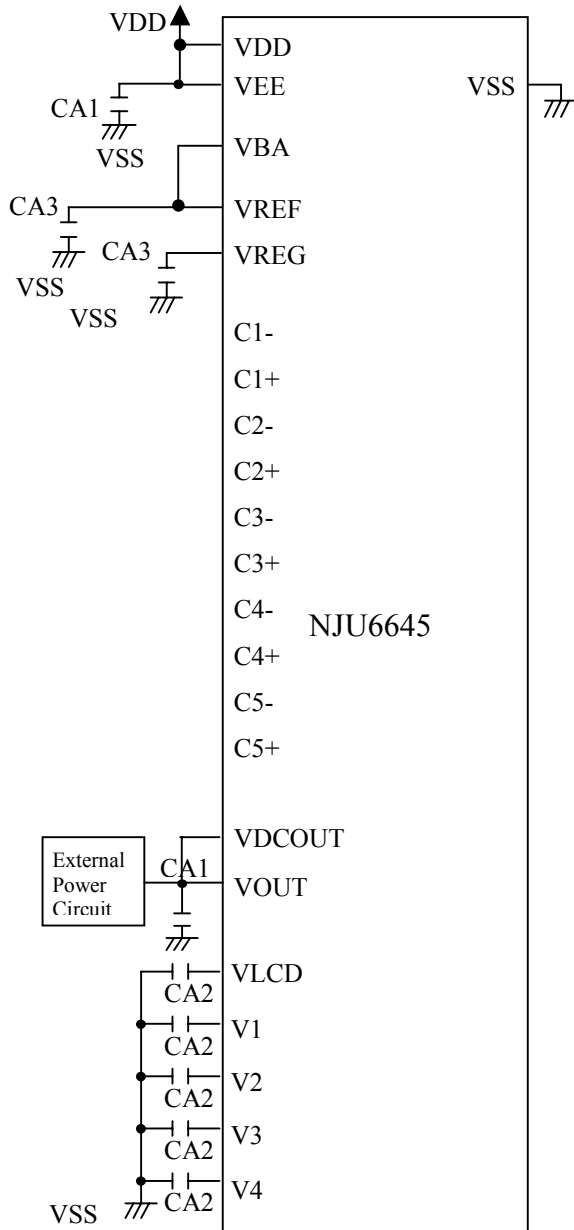 VDD
VDD
VEE
VSS
CA1
VSS
VBA
CA3
VREF
CA3
VREG
VSS
VSS
C1-
C1+
C2-
C2+
C3-
C3+
C4-
NJU6645
C4+
C5-
C5+
VDCOUT
External
Power
Circuit
CA1
VOUT
VLCD
CA2
V1
CA2
V2
CA2
V3
CA2
V4
CA2
VSS